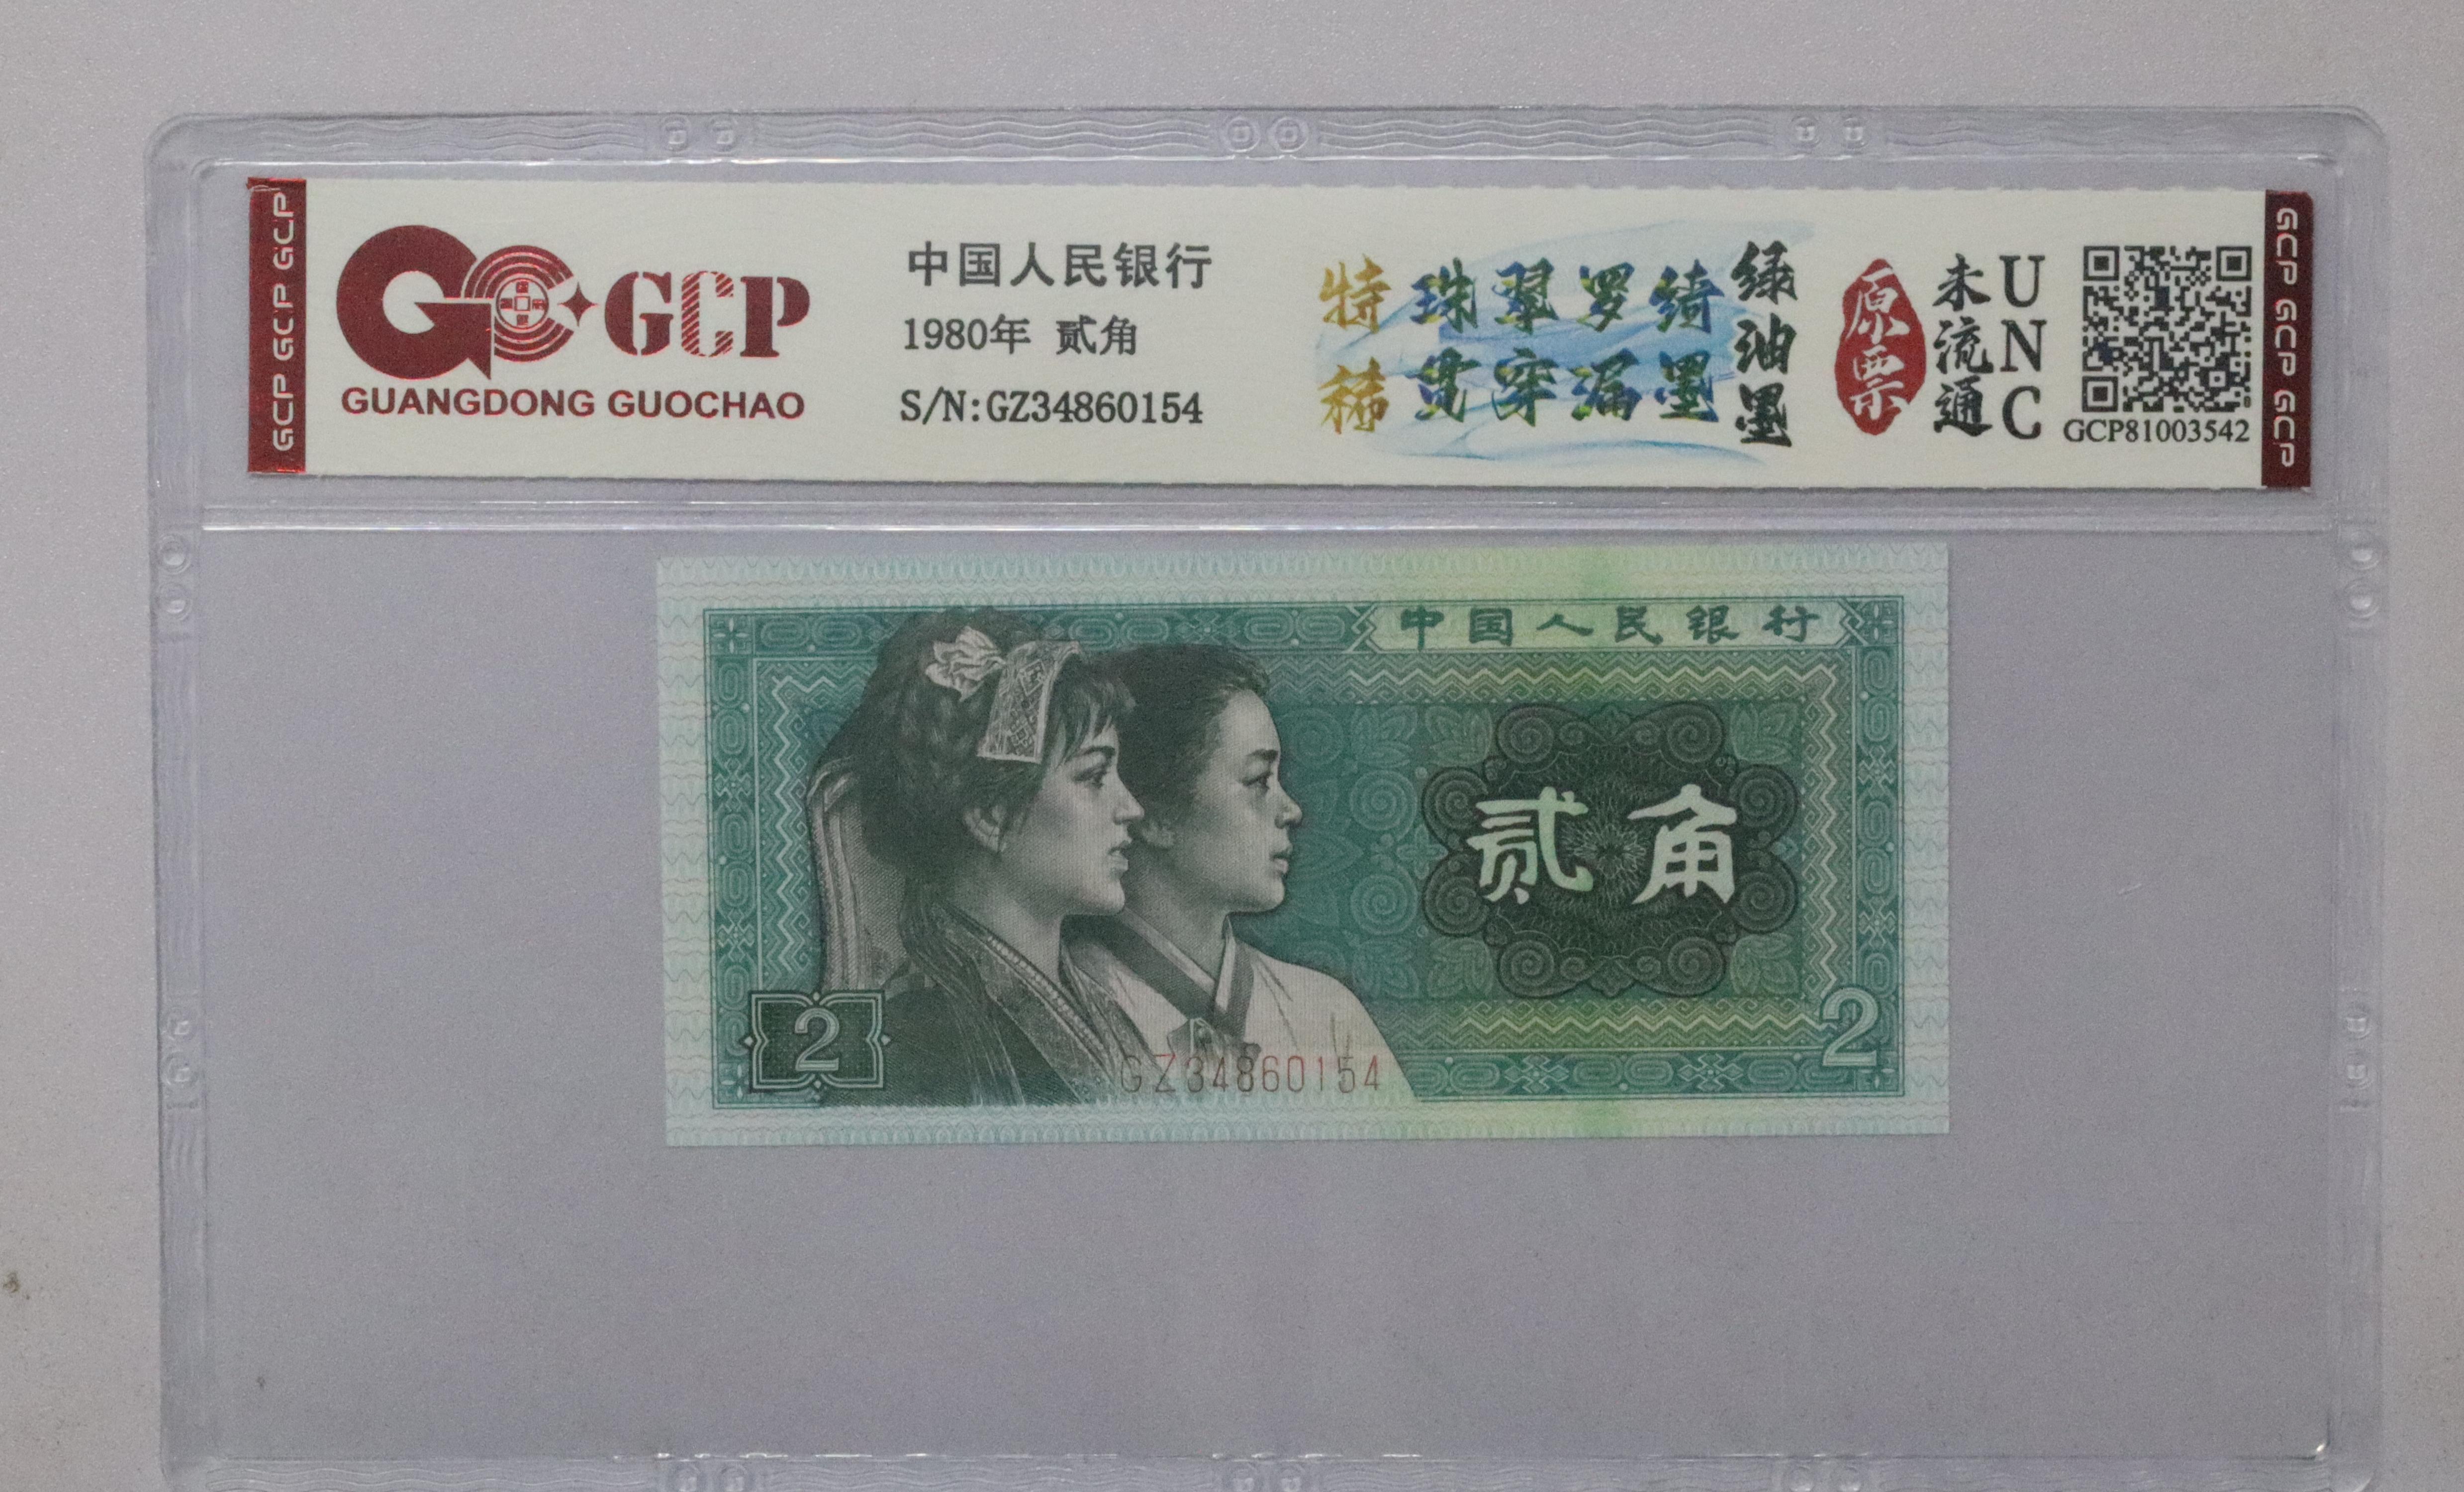 GCP GCP GCP
GCP
GUANGDONG GUOCHAO
中国人民银行
1980年 贰角
S/N:GZ34860154
特稀
珠翠罗绮
贯穿漏墨
绿油墨
原票
未流通
UNC
GCP81003542
GCP GCP GCP
中国人民银行
贰角
2
2
GZ34860154